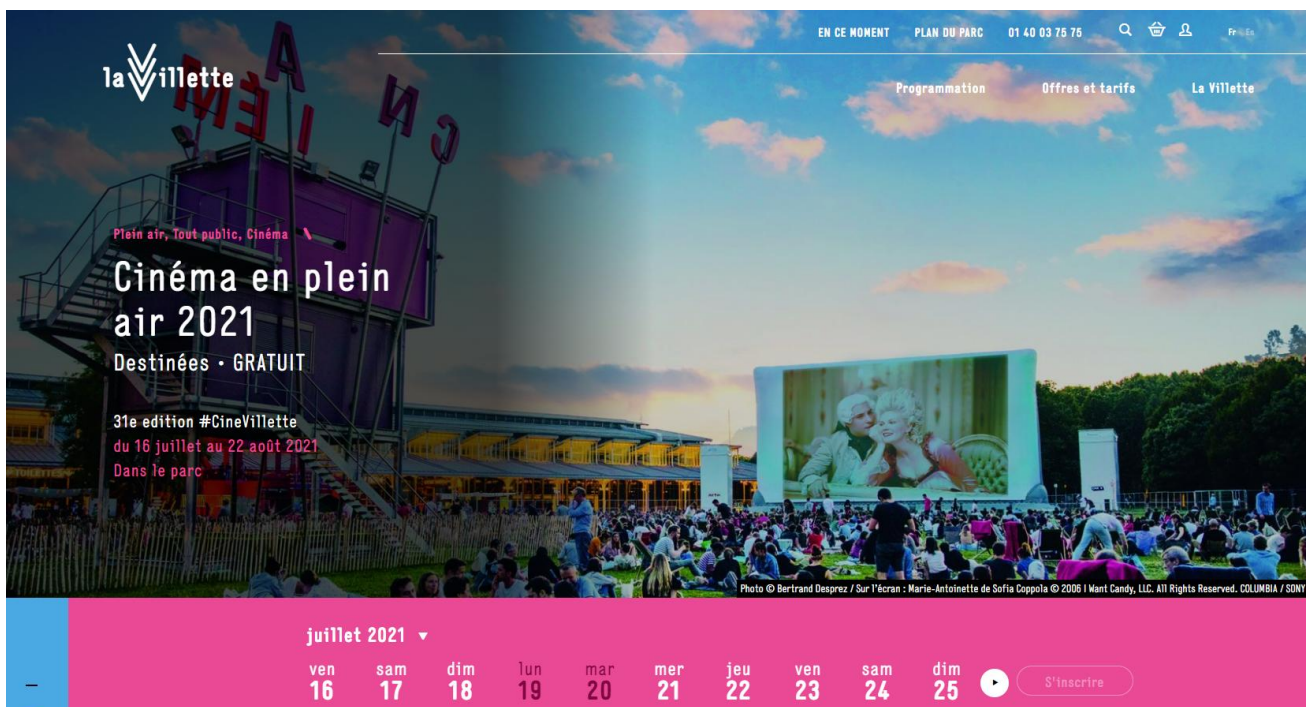 EN CE MOMENT PLAN DU PARC 01 40 03 75 75 Fr En
la Villette
Programmation Offres et tarifs La Villette
CINÉMA
Plein air, Tout public, Cinéma
Cinéma en plein
air 2021
Destinées • GRATUIT
31e edition #CineVillette
du 16 juillet au 22 août 2021
Dans le parc
TOILETTES
Photo © Bertrand Desprez / Sur l'écran : Marie-Antoinette de Sofia Coppola © 2006 I Want Candy, LLC. All Rights Reserved. COLUMBIA / SONY
juillet 2021
ven sam dim lun mar mer jeu ven sam dim
16 17 18 19 20 21 22 23 24 25
S'inscrire